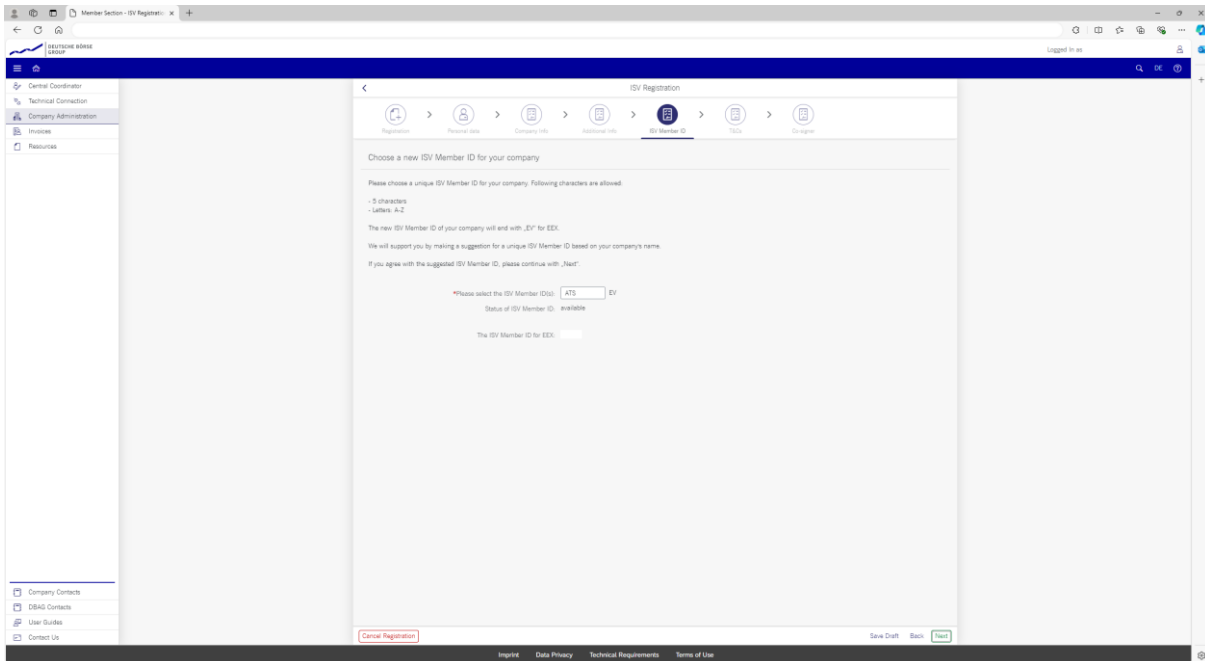 Member Section - ISV Registratio
DEUTSCHE BÖRSE
GROUP
Logged in as
DE
Central Coordinator
Technical Connection
Company Administration
Invoices
Resources
ISV Registration
Registration
Personal data
Company Info
Additional Info
ISV Member ID
T&Cs
Co-signer
Choose a new ISV Member ID for your company
Please choose a unique ISV Member ID for your company. Following characters are allowed:
- 5 characters
- Letters: A-Z
The new ISV Member ID of your company will end with „EV“ for EEX.
We will support you by making a suggestion for a unique ISV Member ID based on your company's name.
If you agree with the suggested ISV Member ID, please continue with „Next“.
*Please select the ISV Member ID(s): ATS EV
Status of ISV Member ID: available
The ISV Member ID for EEX:
Company Contacts
DBAG Contacts
User Guides
Contact Us
Cancel Registration
Save Draft Back Next
Imprint Data Privacy Technical Requirements Terms of Use